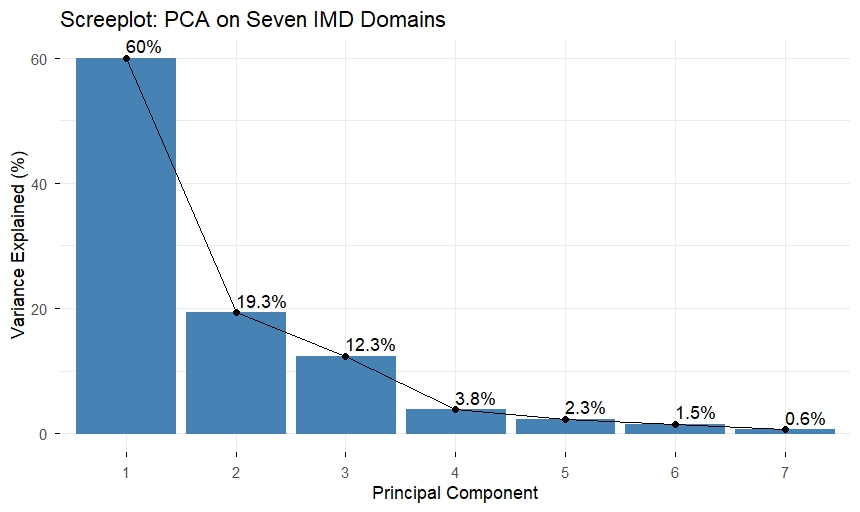 Screeplot: PCA on Seven IMD Domains
60%
19.3%
12.3%
3.8%
2.3%
1.5%
0.6%
Variance Explained (%)
60
40
20
0
1 2 3 4 5 6 7
Principal Component